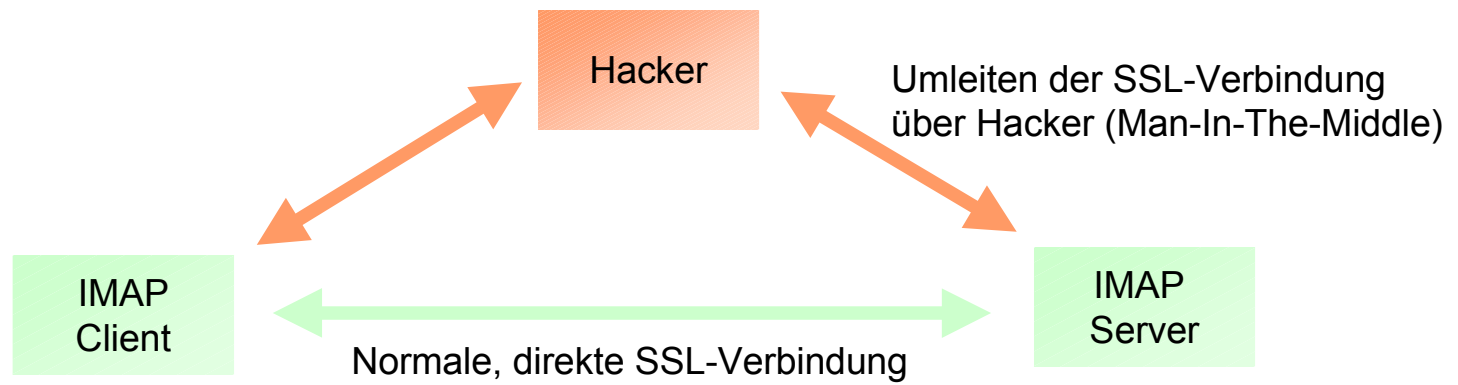 Hacker
Umleiten der SSL-Verbindung
über Hacker (Man-In-The-Middle)
IMAP
Client
IMAP
Server
Normale, direkte SSL-Verbindung